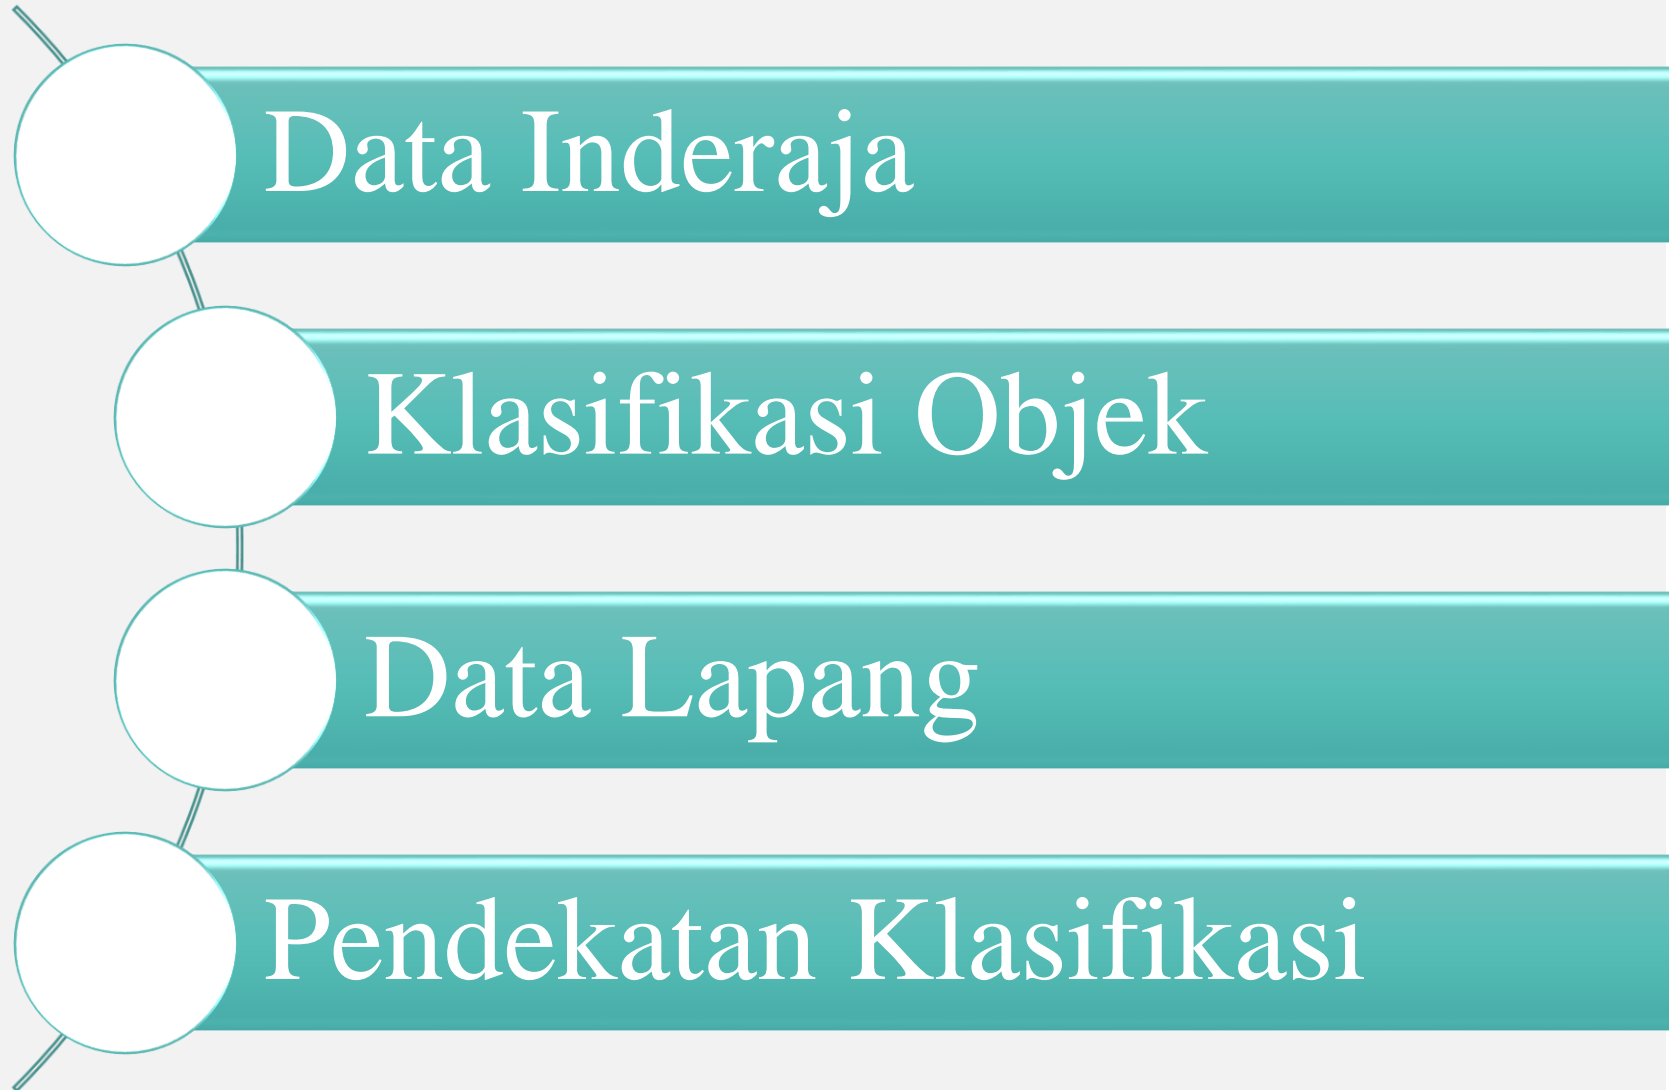 Data Inderaja
Klasifikasi Objek
Data Lapang
Pendekatan Klasifikasi